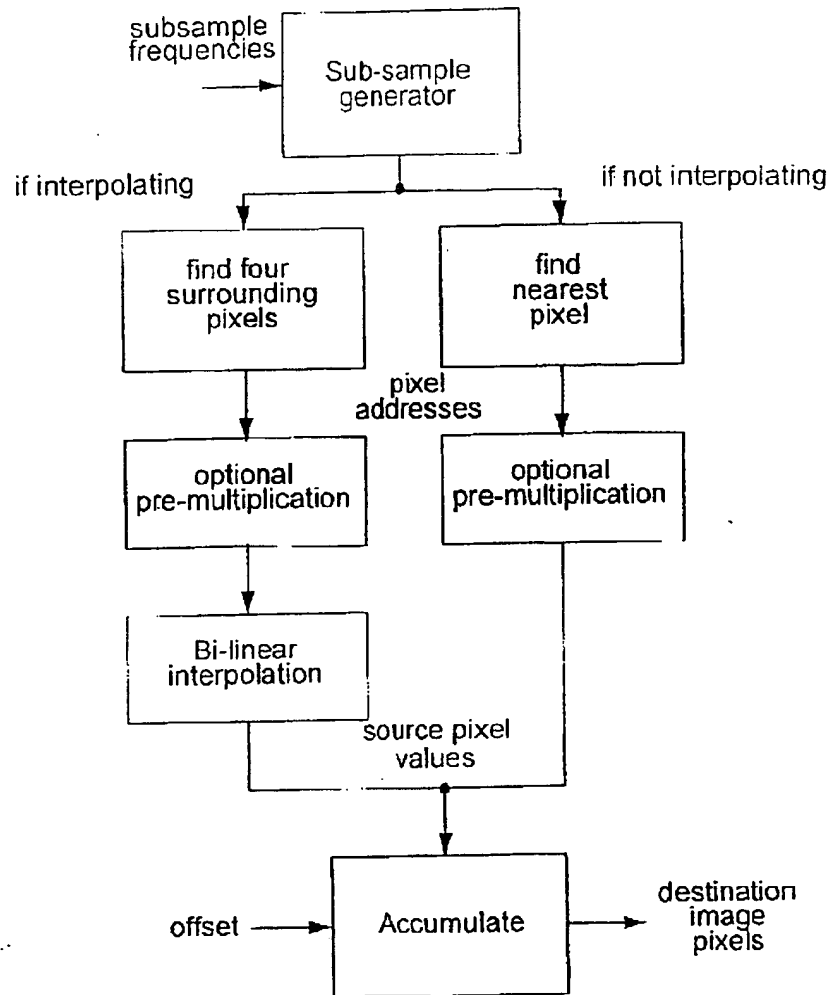 subsample
frequencies
Sub-sample
generator
if interpolating
if not interpolating
find four
surrounding
pixels
find
nearest
pixel
pixel
addresses
optional
pre-multiplication
optional
pre-multiplication
Bi-linear
interpolation
source pixel
values
offset
Accumulate
destination
image
pixels